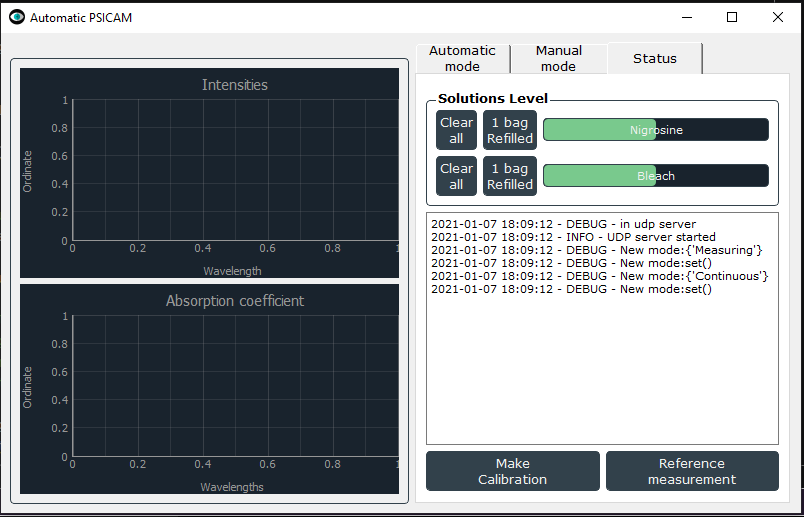 Automatic PSICAM
Intensities
1
0.8
0.6
0.4
0.2
0
Ordinate
0 0.2 0.4 0.6 0.8 1
Wavelength
Absorption coefficient
1
0.8
0.6
0.4
0.2
0
Ordinate
0 0.2 0.4 0.6 0.8 1
Wavelengths
Automatic
mode
Manual
mode
Status
Solutions Level
Clear
all
1 bag
Refilled
Nigrosine
Clear
all
1 bag
Refilled
Bleach
2021-01-07 18:09:12 - DEBUG - in udp server
2021-01-07 18:09:12 - INFO - UDP server started
2021-01-07 18:09:12 - DEBUG - New mode:{'Measuring'}
2021-01-07 18:09:12 - DEBUG - New mode:set()
2021-01-07 18:09:12 - DEBUG - New mode:{'Continuous'}
2021-01-07 18:09:12 - DEBUG - New mode:set()
Make
Calibration
Reference
measurement